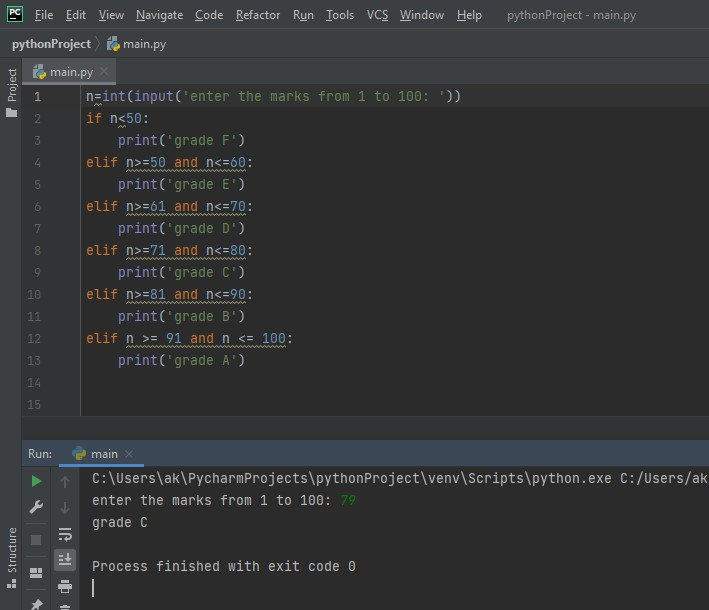 PC File Edit View Navigate Code Refactor Run Tools VCS Window Help pythonProject - main.py
pythonProject main.py
Project
main.py
1 n=int(input('enter the marks from 1 to 100: '))
2 if n<50:
3 print('grade F')
4 elif n>=50 and n<=60:
5 print('grade E')
6 elif n>=61 and n<=70:
7 print('grade D')
8 elif n>=71 and n<=80:
9 print('grade C')
10 elif n>=81 and n<=90:
11 print('grade B')
12 elif n >= 91 and n <= 100:
13 print('grade A')
14
15
Run: main
C:\Users\ak\PycharmProjects\pythonProject\venv\Scripts\python.exe C:/Users/ak
enter the marks from 1 to 100: 79
grade C
Process finished with exit code 0
Structure